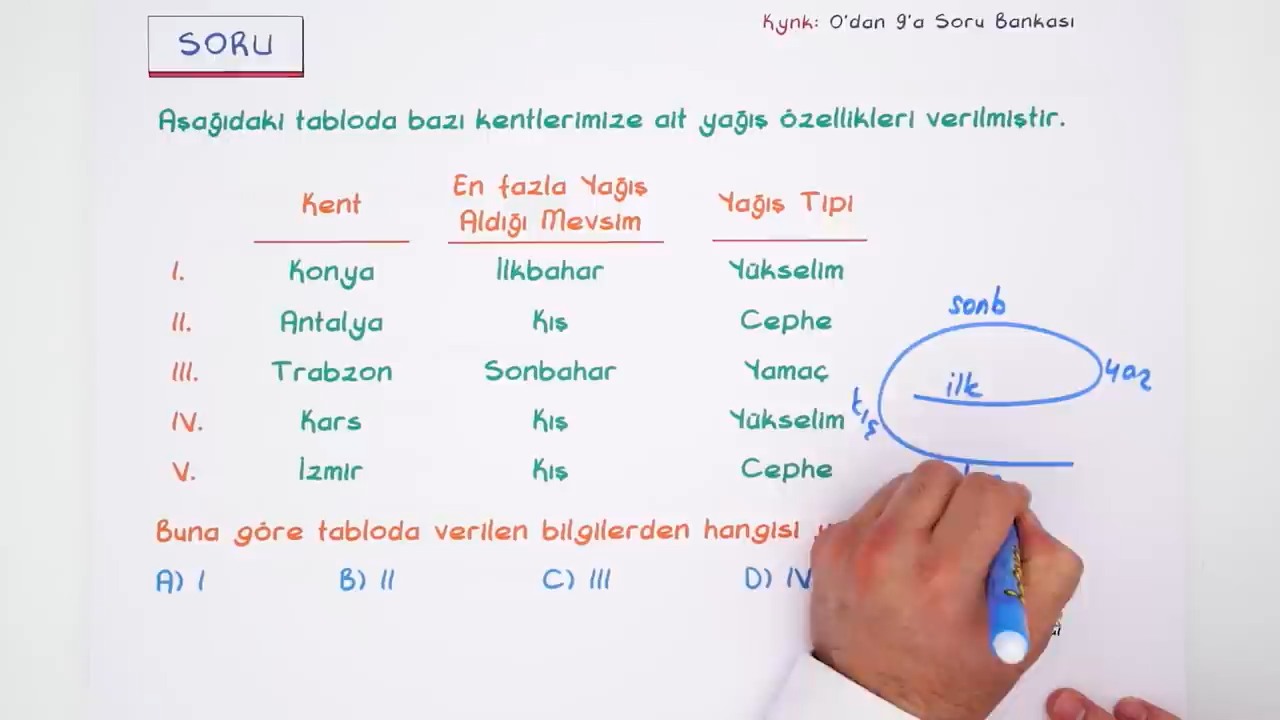 Kynk: 0'dan 9'a Soru Bankası
SORU
Aşağıdaki tabloda bazı kentlerimize ait yağış özellikleri verilmiştir.
Kent En fazla Yağış Aldığı Mevsim Yağış Tipi
I. Konya İlkbahar Yükselim
II. Antalya Kış Cephe
III. Trabzon Sonbahar Yamaç
IV. Kars Kış Yükselim
V. İzmir Kış Cephe
sonb
ilk
yaz
kış
Buna göre tabloda verilen bilgilerden hangisi
A) I B) II C) III D) IV